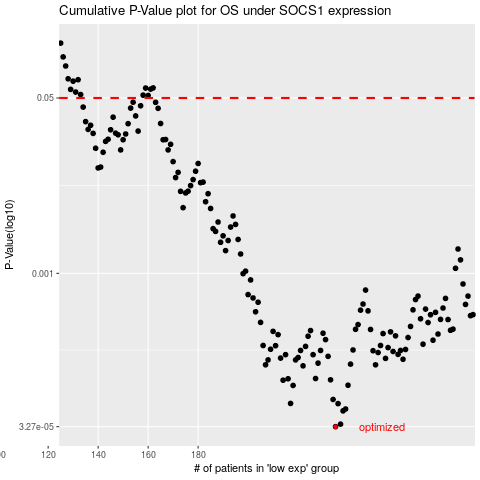 Cumulative P-Value plot for OS under SOCS1 expression
P-Value(log10)
0.05
0.001
3.27e-05
optimized
00 120 140 160 180
# of patients in 'low exp' group